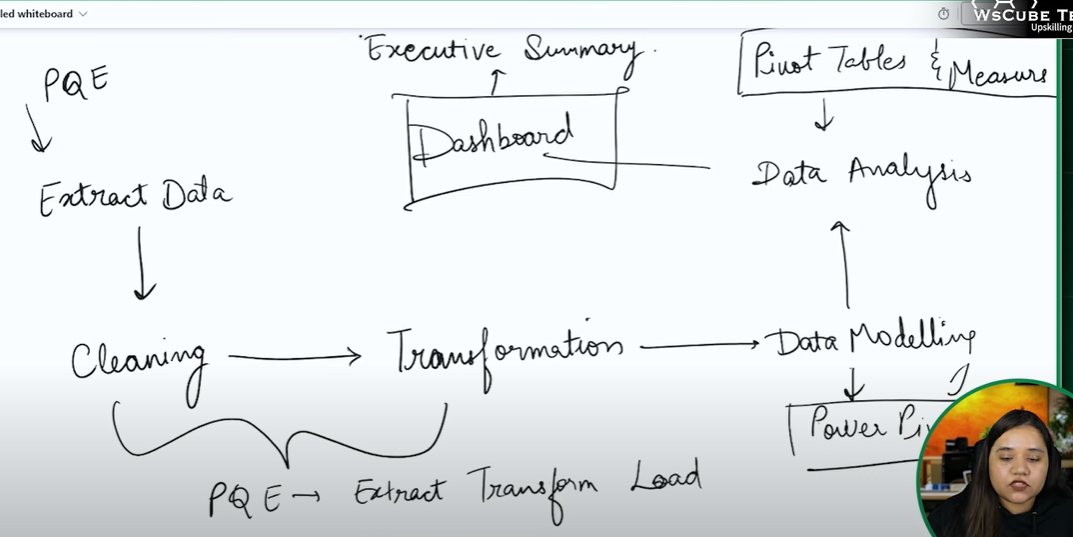 led whiteboard
WsCube Te
Upskilling
Executive Summary.
Pivot Tables & Measure
PQE
Dashboard
Data Analysis
Extract Data
Cleaning
Transformation
Data Modelling
Power Piv
PQE → Extract Transform Load